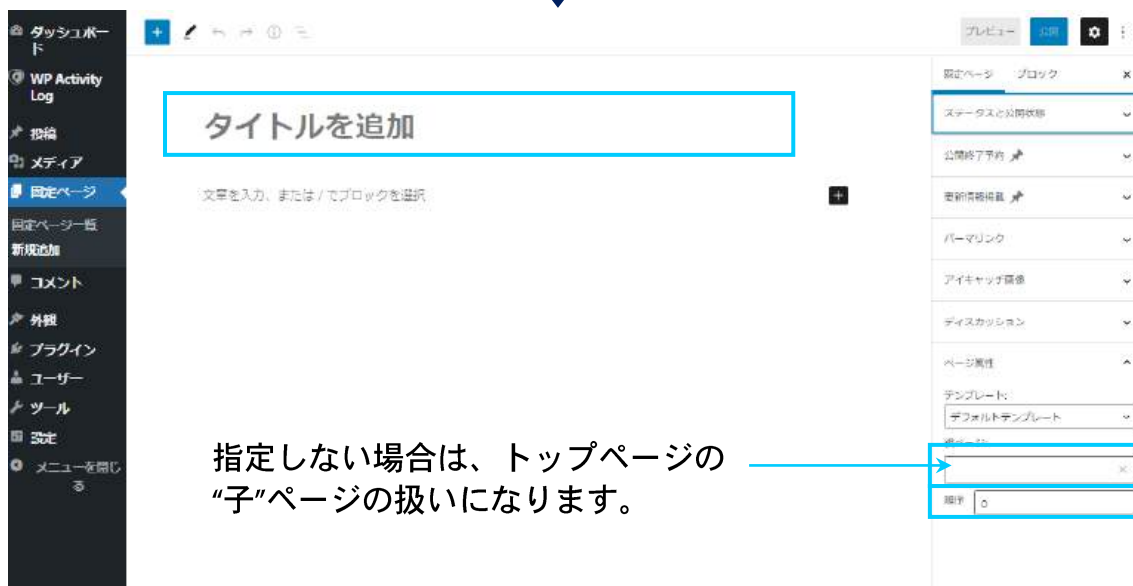 ダッシュボー
ド
WP Activity
Log
投稿
メディア
固定ページ
固定ページ一覧
新規追加
コメント
外観
プラグイン
ユーザー
ツール
設定
メニューを閉じ
る
プレビュー
公開
タイトルを追加
文章を入力、または / でブロックを選択
指定しない場合は、トップページの
“子”ページの扱いになります。
固定ページ ブロック
ステータスと公開状態
公開終了予約
更新情報掲載
パーマリンク
アイキャッチ画像
ディスカッション
ページ属性
テンプレート:
デフォルトテンプレート
親ページ:
順序 0